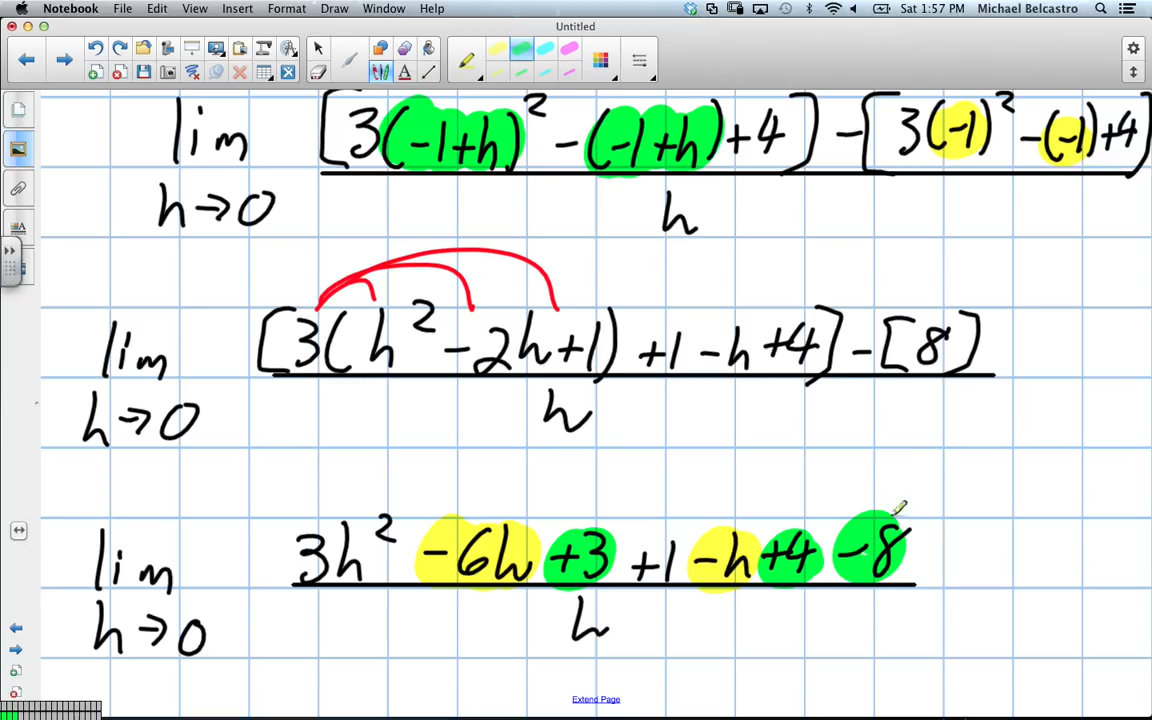 Notebook File Edit View Insert Format Draw Window Help Sat 1:57 PM Michael Belcastro
Untitled
lim h→0 [3(-1+h)² -(-1+h)+4] - [3(-1)² -(-1)+4]
h
lim h→0 [3(h² -2h+1) +1 -h+4] -[8]
h
lim h→0 3h² -6h +3 +1 -h +4 -8
h
Extend Page